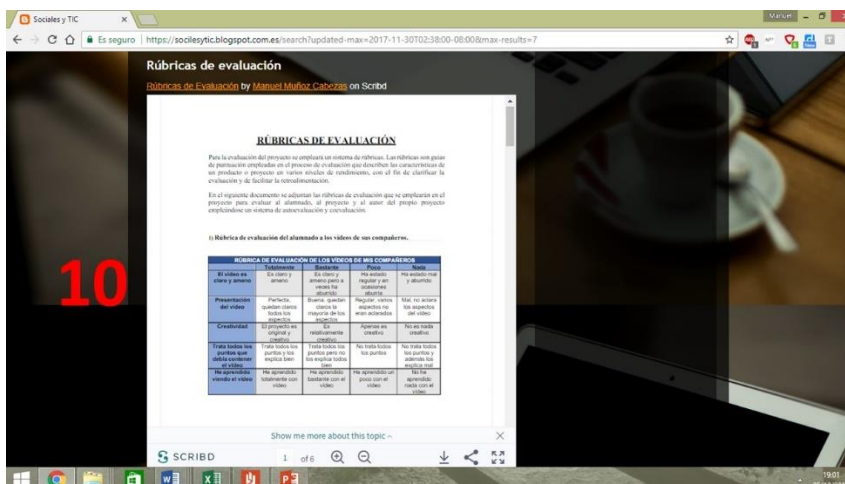 Sociales y TIC
Manuel
Es seguro | https://socilesytic.blogspot.com.es/search?updated-max=2017-11-30T02:38:00-08:00&max-results=7
Rúbricas de evaluación
Rúbricas de Evaluación by Manuel Muñoz Cabezas on Scribd
RÚBRICAS DE EVALUACIÓN
Para la evaluación del proyecto se empleará un sistema de rúbricas. Las rúbricas son guías
de puntuación empleadas en el proceso de evaluación que describen las características de
un producto o proyecto en varios niveles de rendimiento, con el fin de clarificar la
evaluación y de facilitar la retroalimentación.
En el siguiente documento se adjuntan las rúbricas de evaluación que se emplearán en el
proyecto para evaluar al alumnado, al proyecto y al autor del propio proyecto
empleándose un sistema de autoevaluación y coevaluación.
1) Rúbrica de evaluación del alumnado a los vídeos de sus compañeros.
RÚBRICA DE EVALUACIÓN DE LOS VÍDEOS DE MIS COMPAÑEROS
Totalmente Bastante Poco Nada
El vídeo es
claro y ameno
Es claro y
ameno
Es claro y
ameno pero a
veces ha
aburrido
Ha estado
regular y en
ocasiones
aburría
Ha estado mal
y aburrido
Presentación
del vídeo
Perfecta,
quedan claros
todos los
aspectos
Buena, quedan
claros la
mayoría de los
aspectos
Regular, varios
aspectos no
eran aclarados
Mal, no aclara
los aspectos
del vídeo
Creatividad
El proyecto es
original y
creativo
Es
relativamente
creativo
Apenas es
creativo
No es nada
creativo
Trata todos los
puntos que
debía contener
el vídeo
Trata todos los
puntos y los
explica bien
Trata todos los
puntos pero no
los explica todos
bien
No trata todos
los puntos
No trata todos
los puntos y
además los
explica mal
He aprendido
viendo el vídeo
He aprendido
totalmente con
vídeo
He aprendido
bastante con el
vídeo
He aprendido un
poco con el
vídeo
No he
aprendido
nada con el
vídeo
10
Show me more about this topic
SCRIBD
1 of 6
19:01